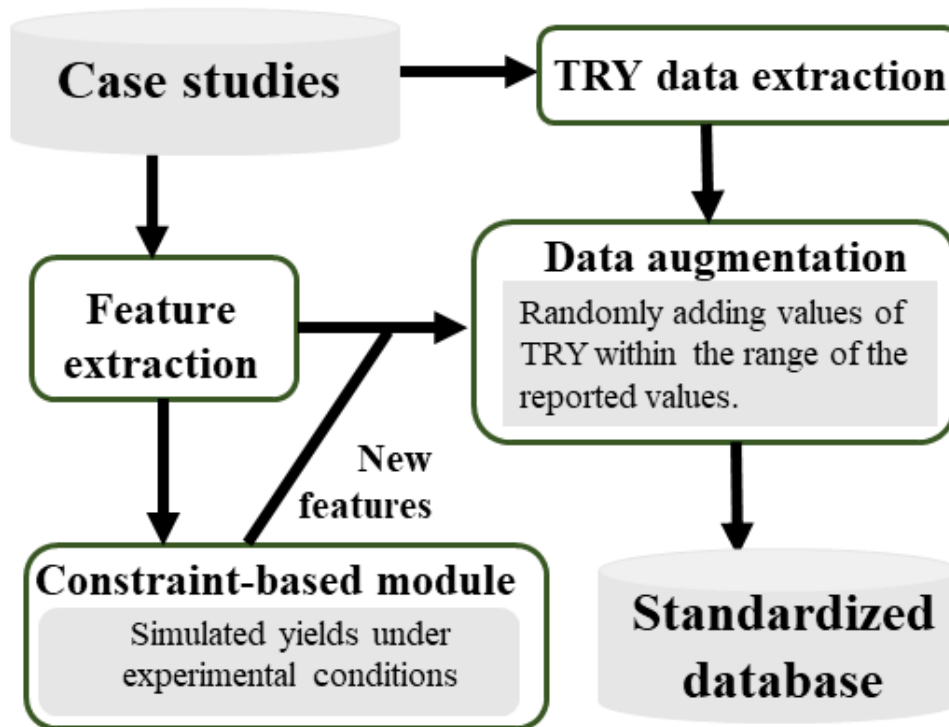 Case studies
TRY data extraction
Feature
extraction
Data augmentation
Randomly adding values of
TRY within the range of the
reported values.
New
features
Constraint-based module
Simulated yields under
experimental conditions
Standardized
database